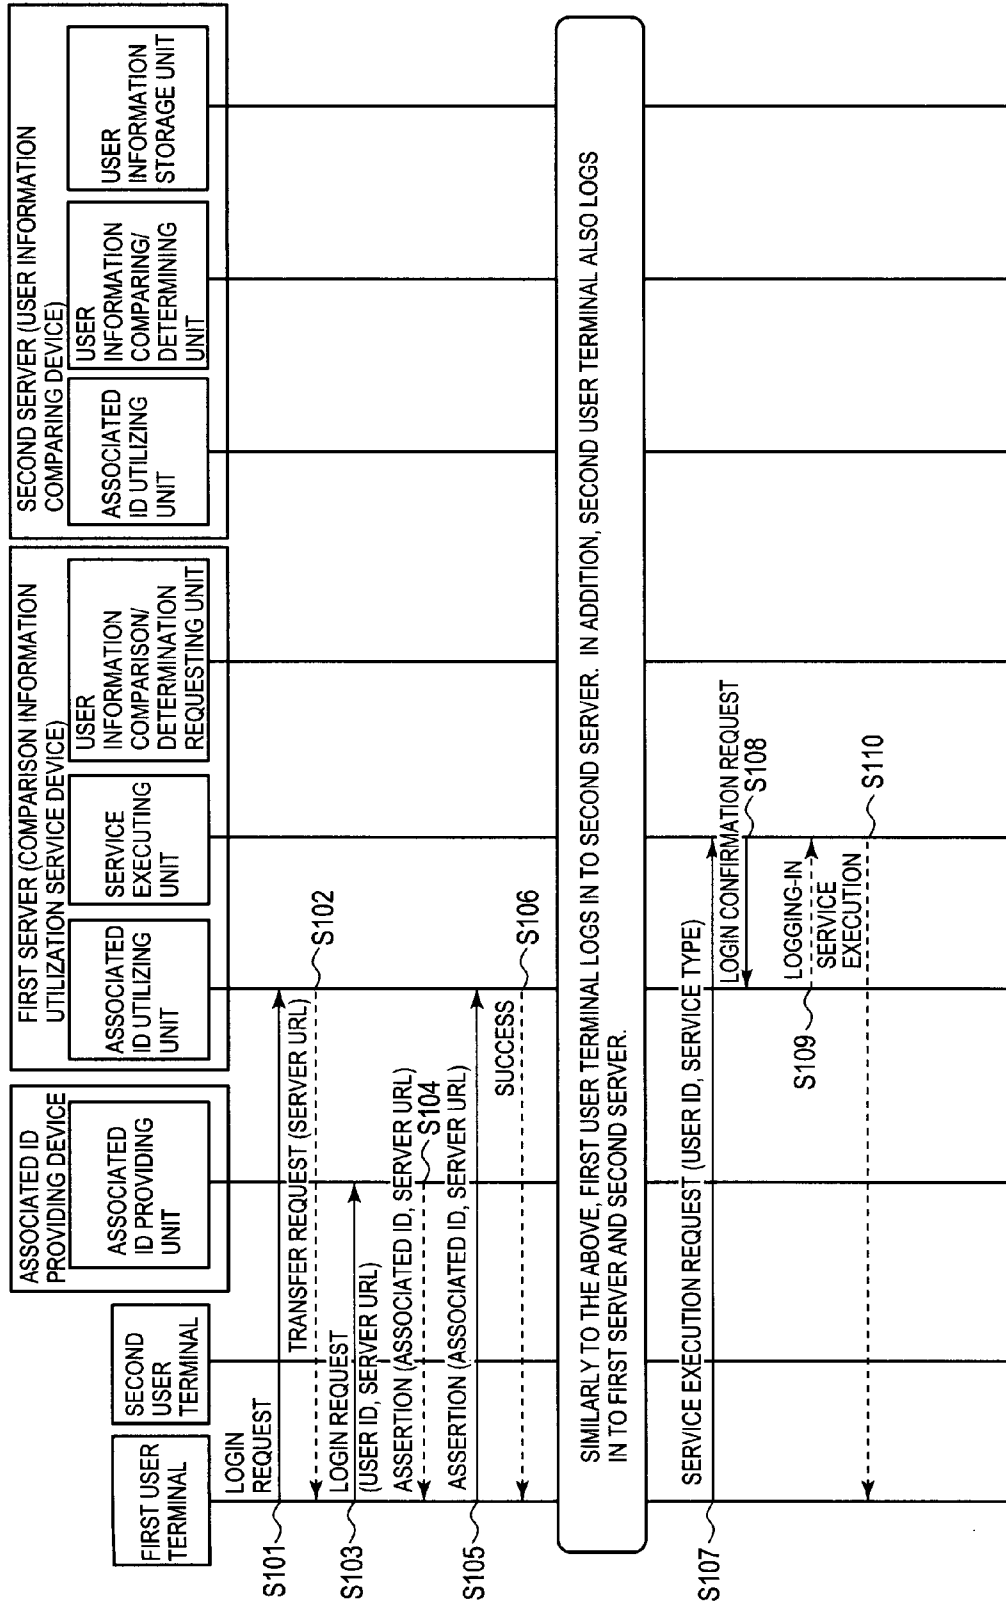 FIRST USER
TERMINAL
SECOND
USER
TERMINAL
ASSOCIATED ID
PROVIDING DEVICE
ASSOCIATED
ID PROVIDING
UNIT
FIRST SERVER (COMPARISON INFORMATION
UTILIZATION SERVICE DEVICE)
ASSOCIATED
ID UTILIZING
UNIT
SERVICE
EXECUTING
UNIT
USER
INFORMATION
COMPARISON/
DETERMINATION
REQUESTING UNIT
SECOND SERVER (USER INFORMATION
COMPARING DEVICE)
ASSOCIATED
ID UTILIZING
UNIT
USER
INFORMATION
COMPARING/
DETERMINING
UNIT
USER
INFORMATION
STORAGE UNIT
LOGIN
REQUEST
S101
TRANSFER REQUEST (SERVER URL)
S102
LOGIN REQUEST
(USER ID, SERVER URL)
S103
ASSERTION (ASSOCIATED ID, SERVER URL)
S104
ASSERTION (ASSOCIATED ID, SERVER URL)
S105
SUCCESS
S106
SIMILARLY TO THE ABOVE, FIRST USER TERMINAL LOGS IN TO SECOND SERVER. IN ADDITION, SECOND USER TERMINAL ALSO LOGS
IN TO FIRST SERVER AND SECOND SERVER.
SERVICE EXECUTION REQUEST (USER ID, SERVICE TYPE)
S107
LOGIN CONFIRMATION REQUEST
S108
LOGGING-IN
S109
SERVICE
EXECUTION
S110